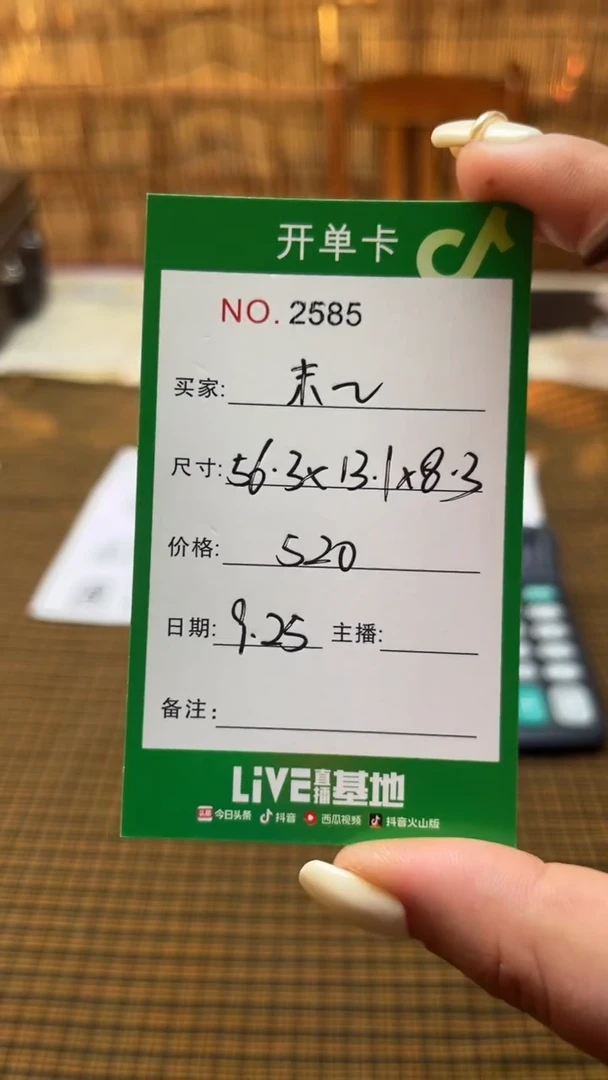 开单卡
NO. 2585
买家:
尺寸: 56.3x13.1x8.3
价格: 520
日期: 9.25 主播:
备注:
LiVE直播基地
头条 今日头条 抖音 西瓜视频 抖音火山版